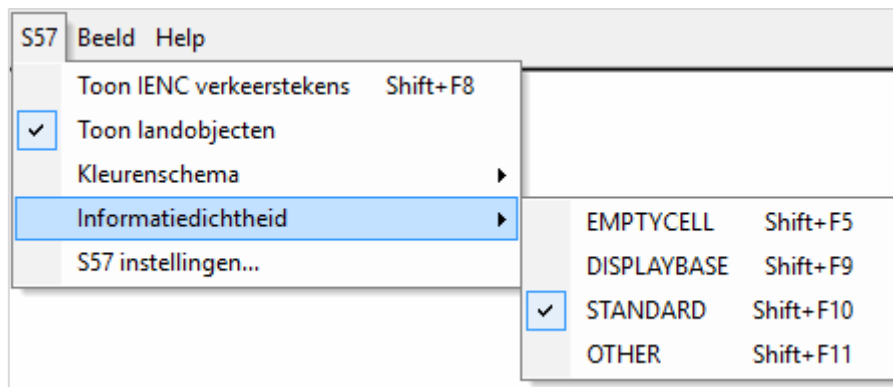 S57 Beeld Help
Toon IENC verkeerstekens Shift+F8
Toon landobjecten
Kleurenschema
Informatiedichtheid
S57 instellingen...
EMPTYCELL Shift+F5
DISPLAYBASE Shift+F9
STANDARD Shift+F10
OTHER Shift+F11